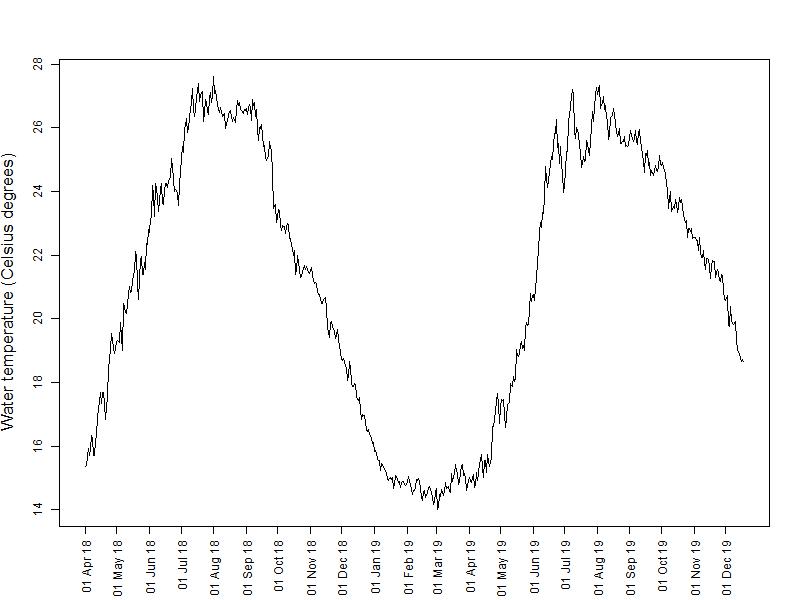 Water temperature (Celsius degrees)
28
26
24
22
20
18
16
14
01 Apr 18
01 May 18
01 Jun 18
01 Jul 18
01 Aug 18
01 Sep 18
01 Oct 18
01 Nov 18
01 Dec 18
01 Jan 19
01 Feb 19
01 Mar 19
01 Apr 19
01 May 19
01 Jun 19
01 Jul 19
01 Aug 19
01 Sep 19
01 Oct 19
01 Nov 19
01 Dec 19